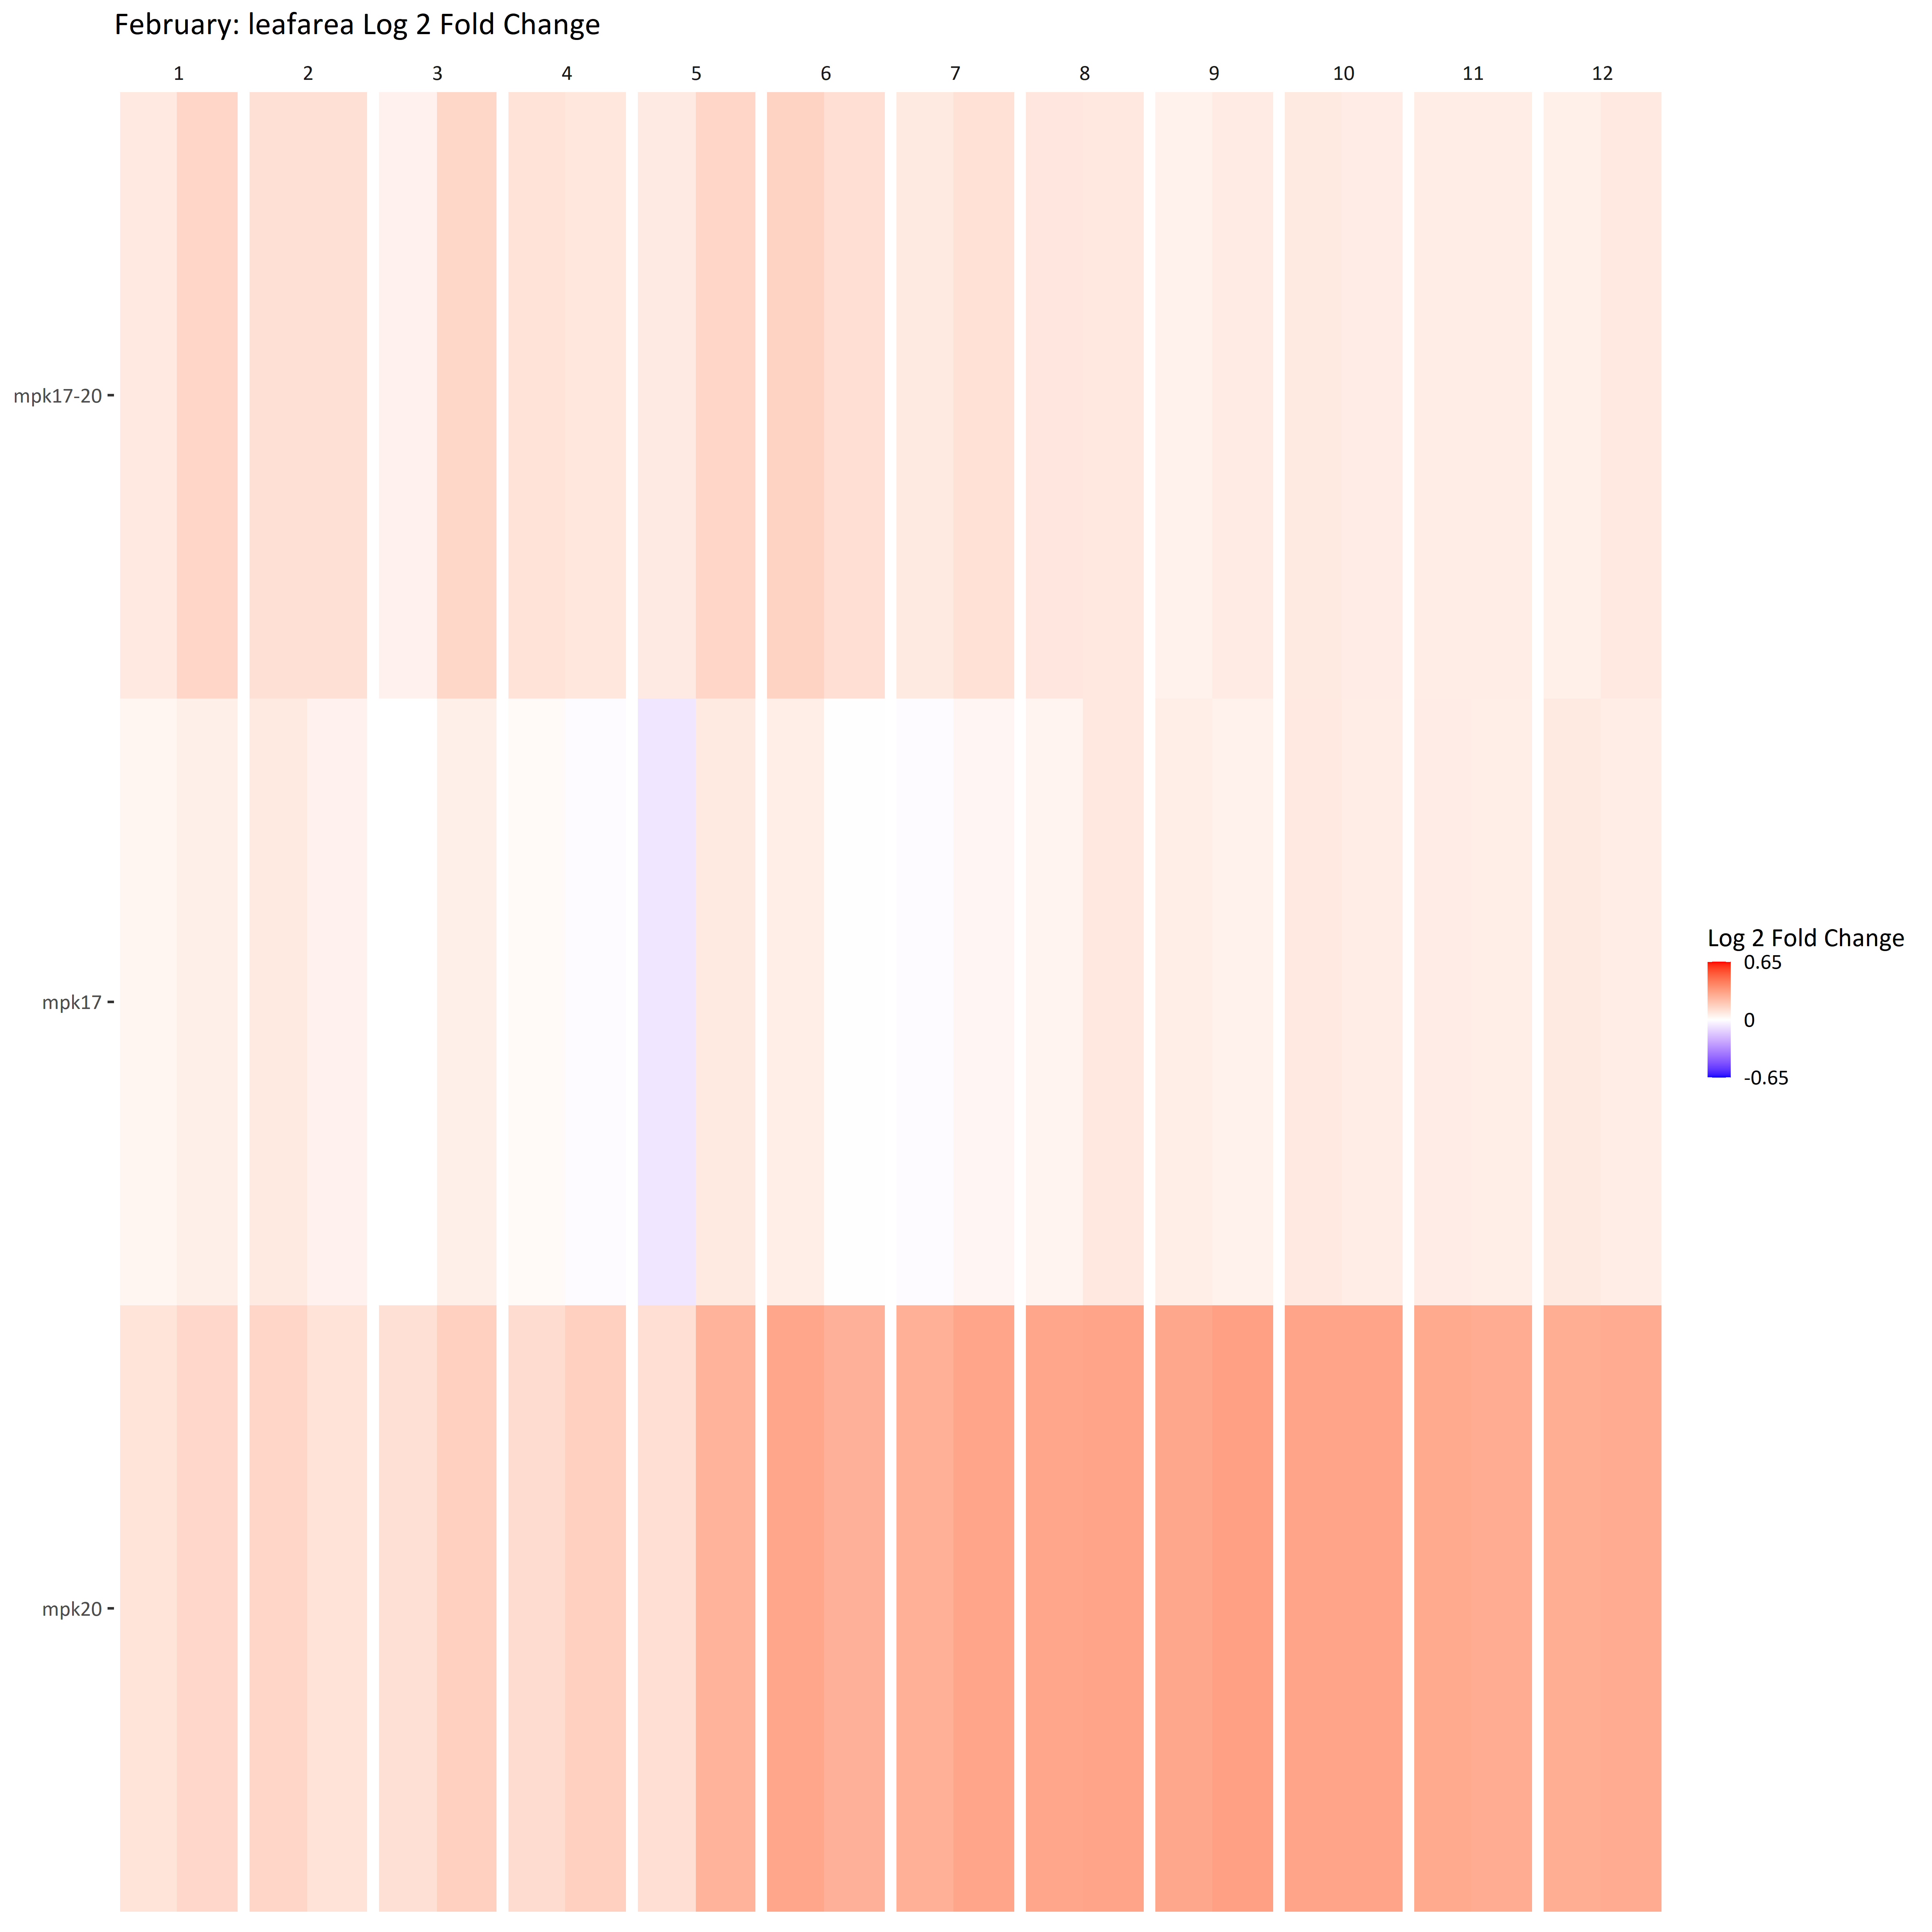 February: leafarea Log 2 Fold Change
1 2 3 4 5 6 7 8 9 10 11 12
mpk17-20
mpk17
mpk20
Log 2 Fold Change
0.65
0
-0.65